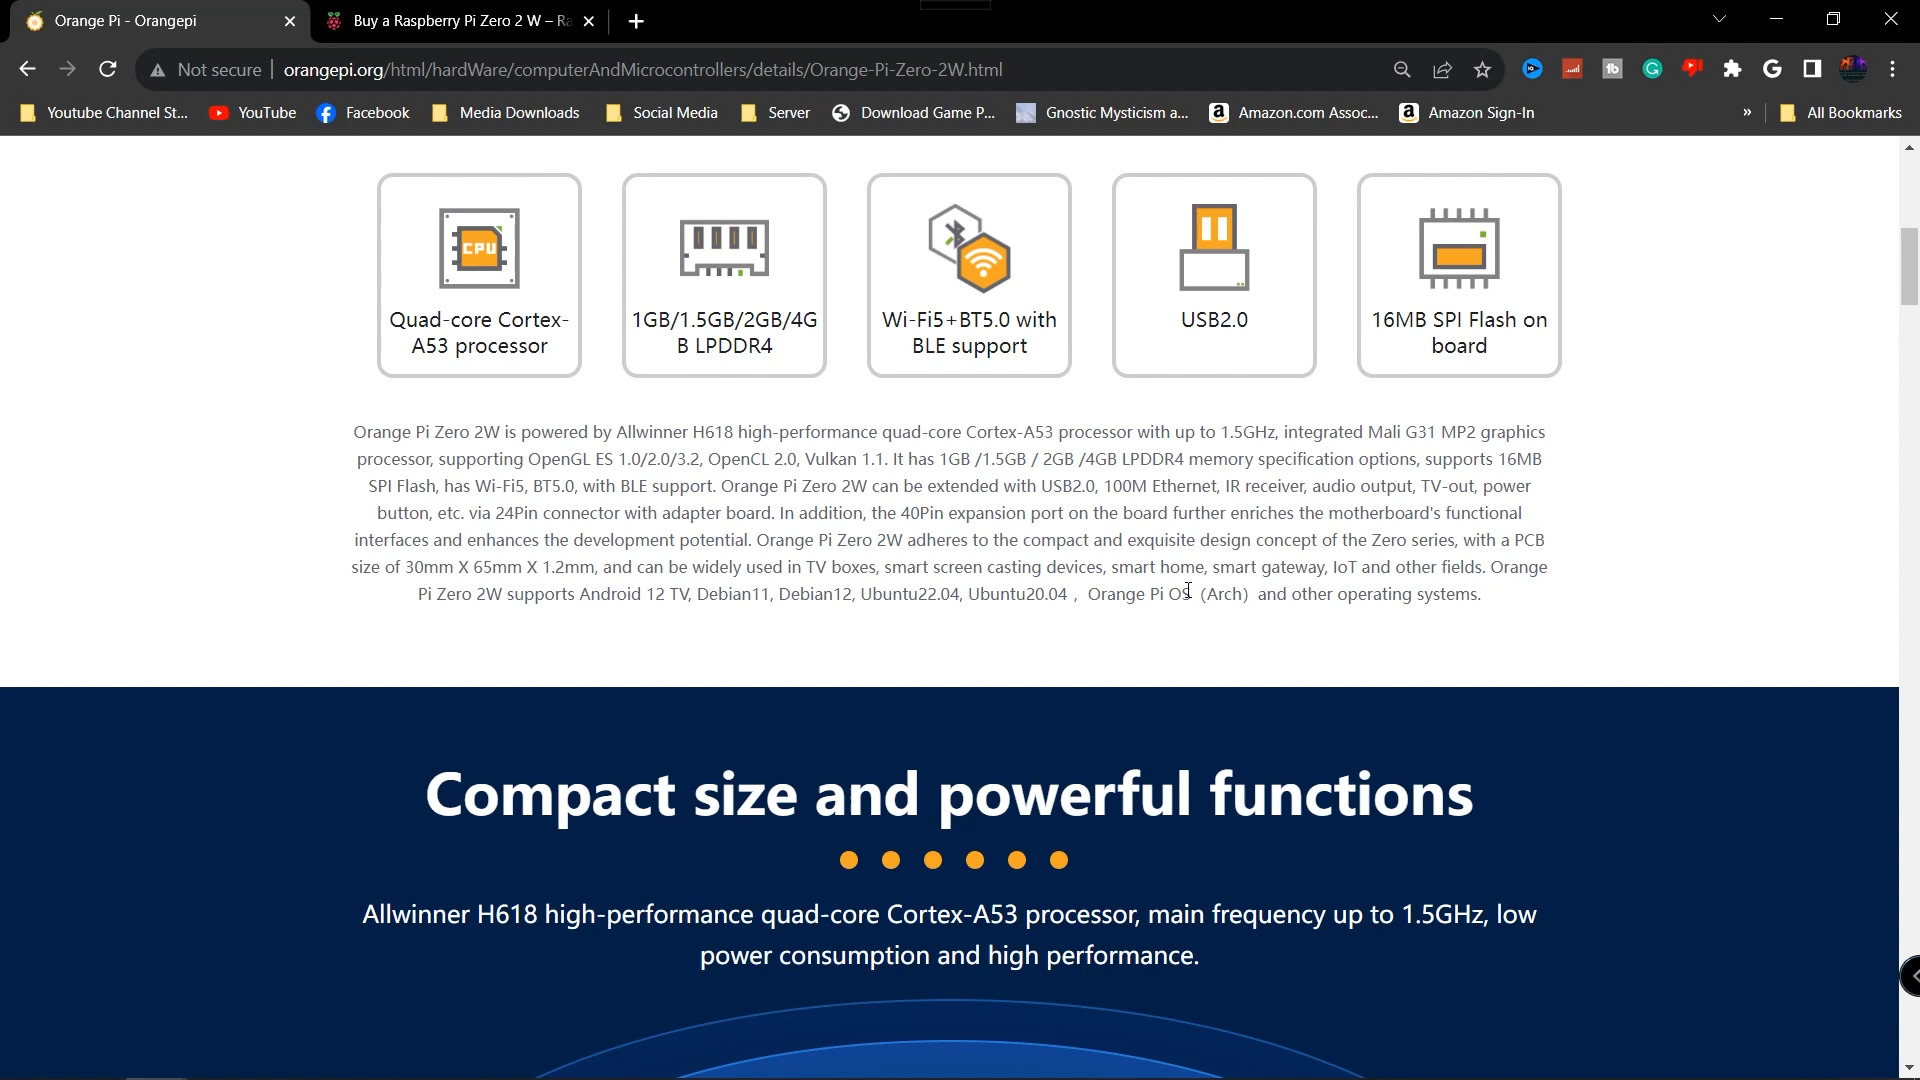 Orange Pi - Orangepi
Buy a Raspberry Pi Zero 2 W – Ra
Not secure
orangepi.org/html/hardWare/computerAndMicrocontrollers/details/Orange-Pi-Zero-2W.html
Youtube Channel St...
YouTube
Facebook
Media Downloads
Social Media
Server
Download Game P...
Gnostic Mysticism a...
Amazon.com Assoc...
Amazon Sign-In
»
All Bookmarks
CPU
Quad-core Cortex-
A53 processor
1GB/1.5GB/2GB/4G
B LPDDR4
Wi-Fi5+BT5.0 with
BLE support
USB2.0
16MB SPI Flash on
board
Orange Pi Zero 2W is powered by Allwinner H618 high-performance quad-core Cortex-A53 processor with up to 1.5GHz, integrated Mali G31 MP2 graphics
processor, supporting OpenGL ES 1.0/2.0/3.2, OpenCL 2.0, Vulkan 1.1. It has 1GB /1.5GB / 2GB /4GB LPDDR4 memory specification options, supports 16MB
SPI Flash, has Wi-Fi5, BT5.0, with BLE support. Orange Pi Zero 2W can be extended with USB2.0, 100M Ethernet, IR receiver, audio output, TV-out, power
button, etc. via 24Pin connector with adapter board. In addition, the 40Pin expansion port on the board further enriches the motherboard's functional
interfaces and enhances the development potential. Orange Pi Zero 2W adheres to the compact and exquisite design concept of the Zero series, with a PCB
size of 30mm X 65mm X 1.2mm, and can be widely used in TV boxes, smart screen casting devices, smart home, smart gateway, IoT and other fields. Orange
Pi Zero 2W supports Android 12 TV, Debian11, Debian12, Ubuntu22.04, Ubuntu20.04， Orange Pi OS（Arch）and other operating systems.
Compact size and powerful functions
Allwinner H618 high-performance quad-core Cortex-A53 processor, main frequency up to 1.5GHz, low
power consumption and high performance.